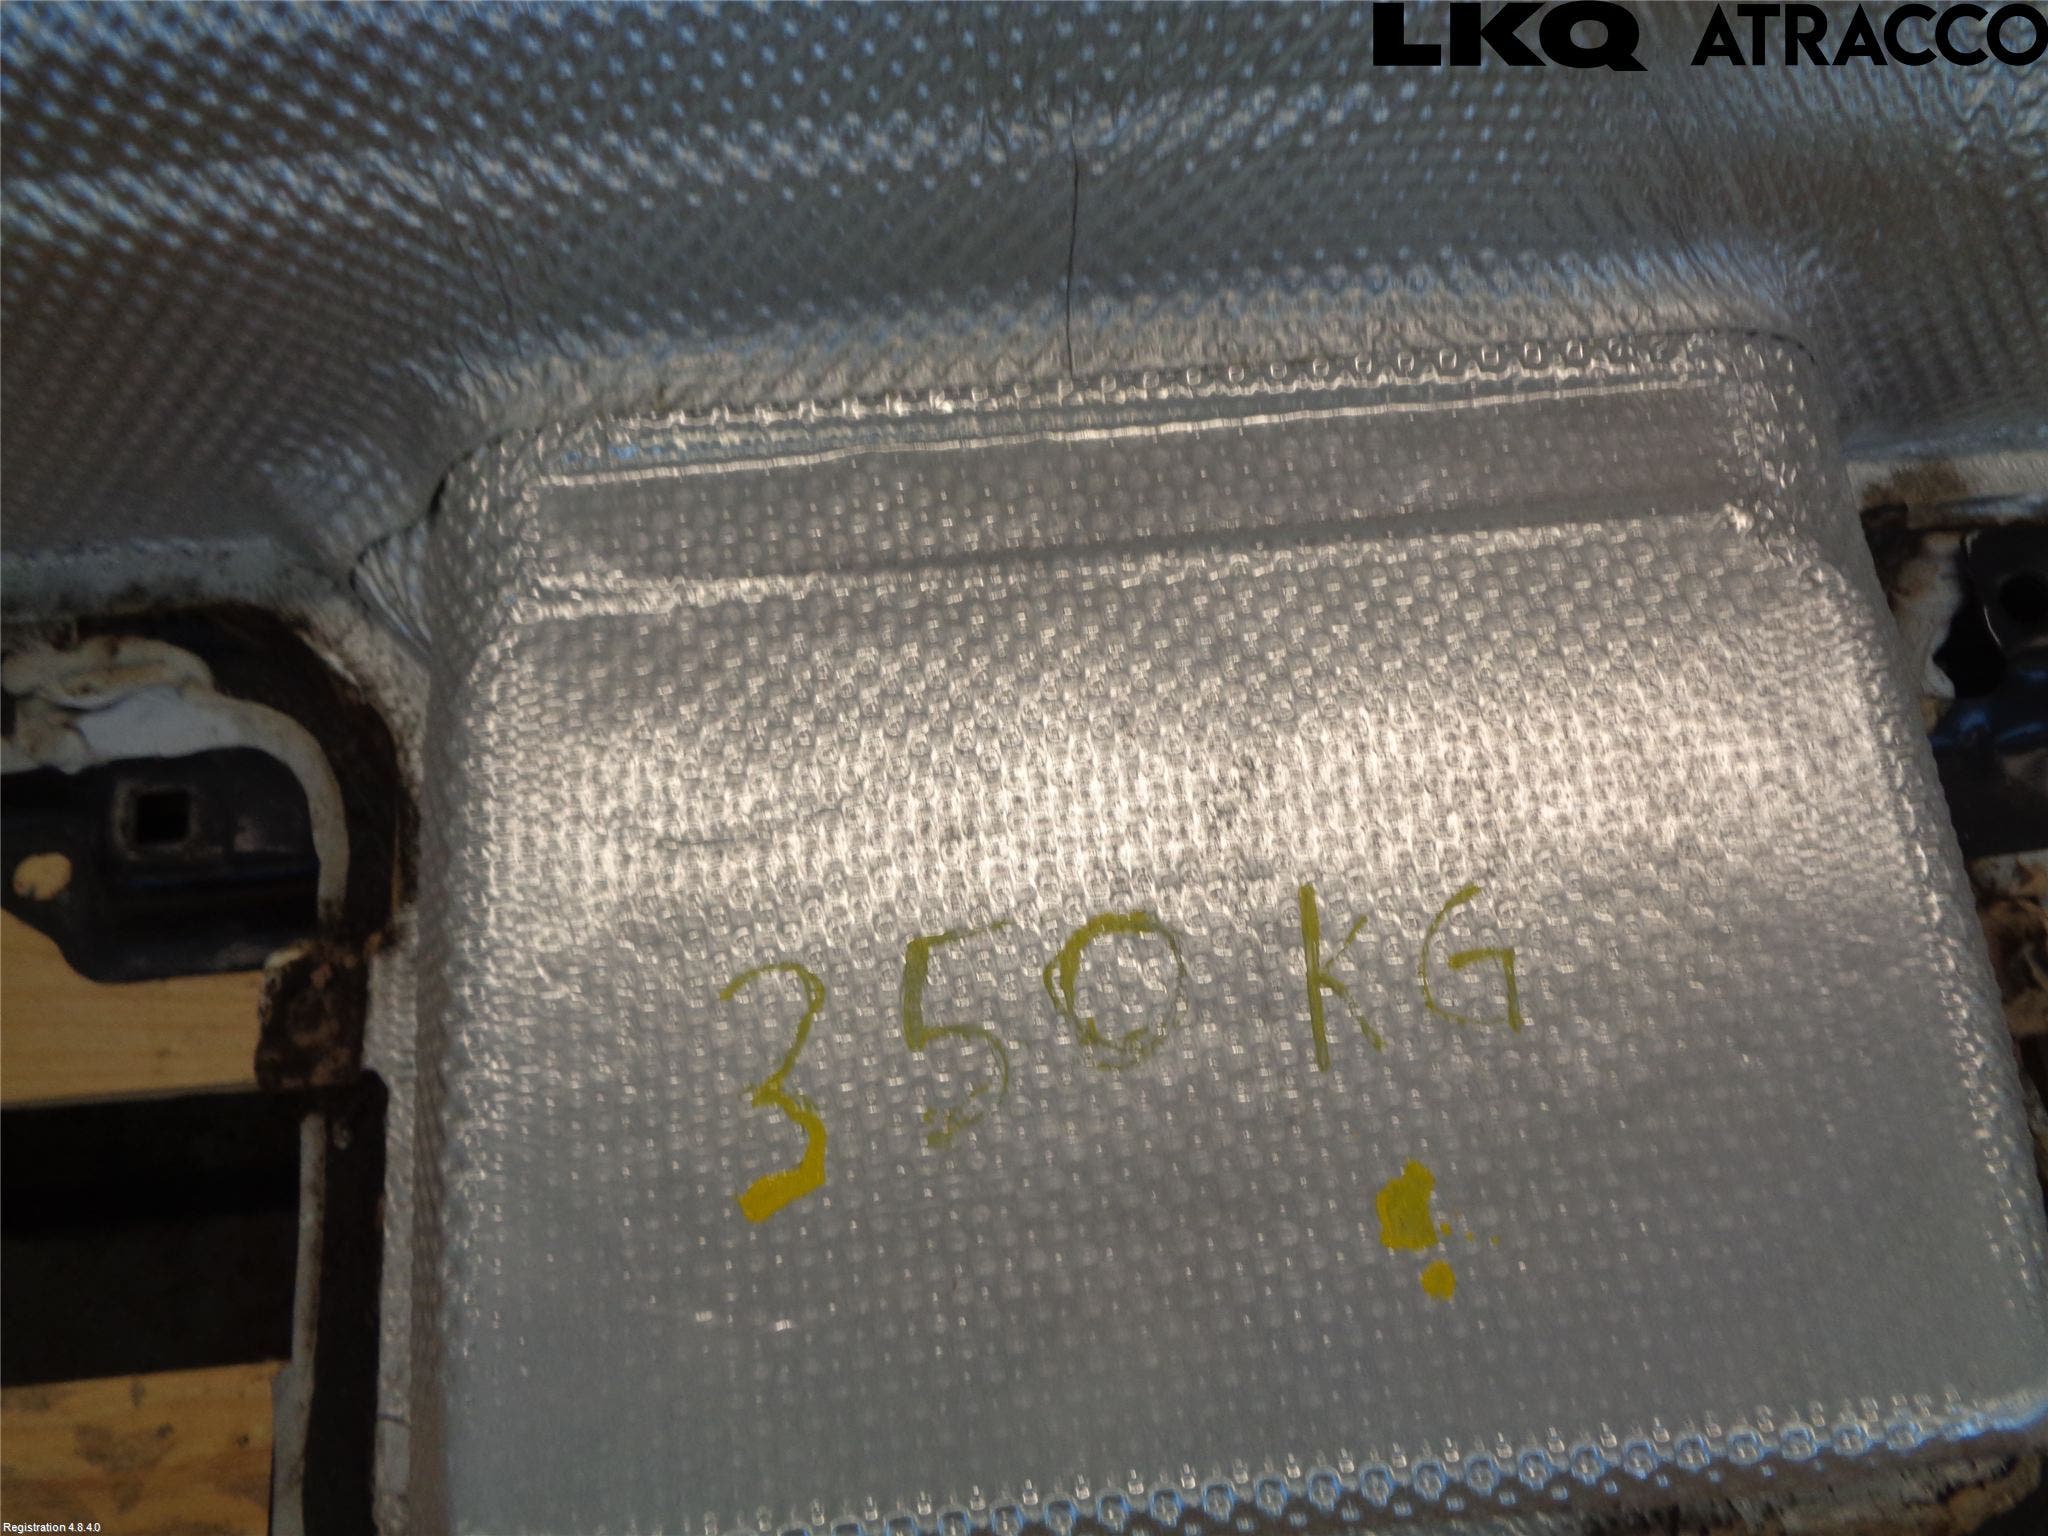 LKQ ATRACCO
350 KG
Registration 4.8.4.0